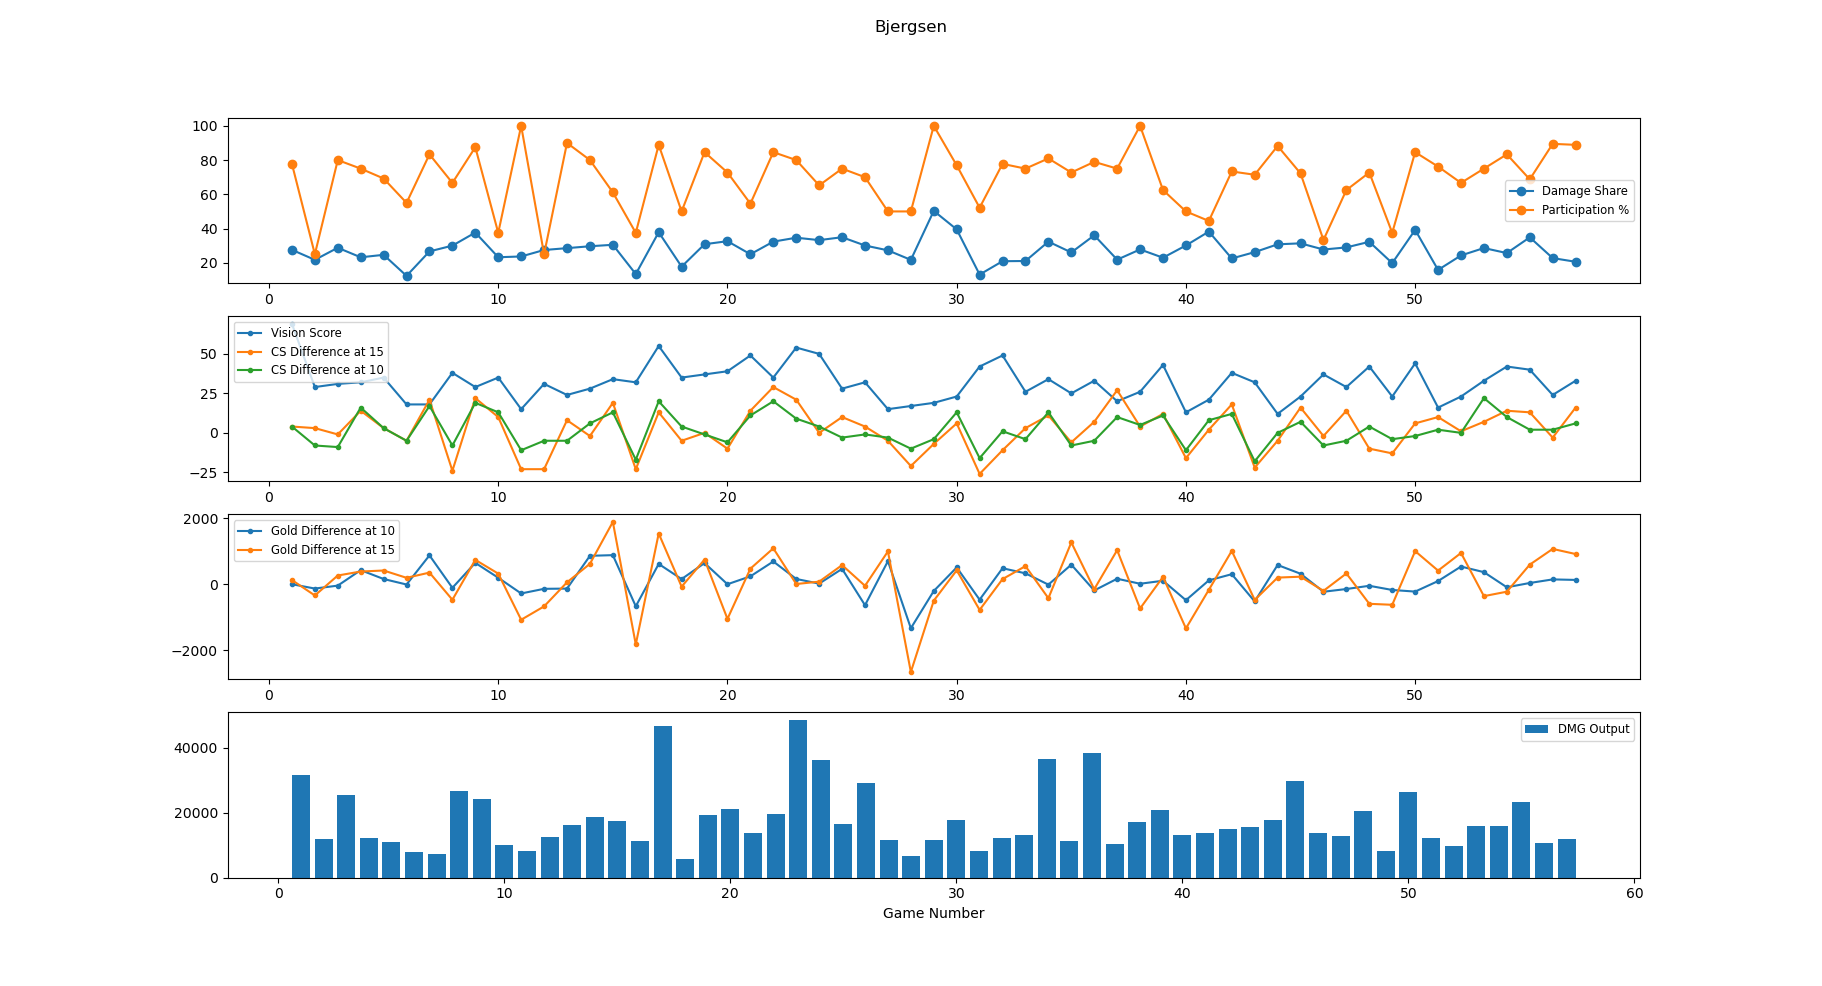 Bjergsen
100
80
60
40
20
Damage Share
Participation %
0 10 20 30 40 50
50
25
0
−25
Vision Score
CS Difference at 15
CS Difference at 10
0 10 20 30 40 50
2000
0
−2000
Gold Difference at 10
Gold Difference at 15
0 10 20 30 40 50
40000
20000
0
DMG Output
0 10 20 30 40 50 60
Game Number